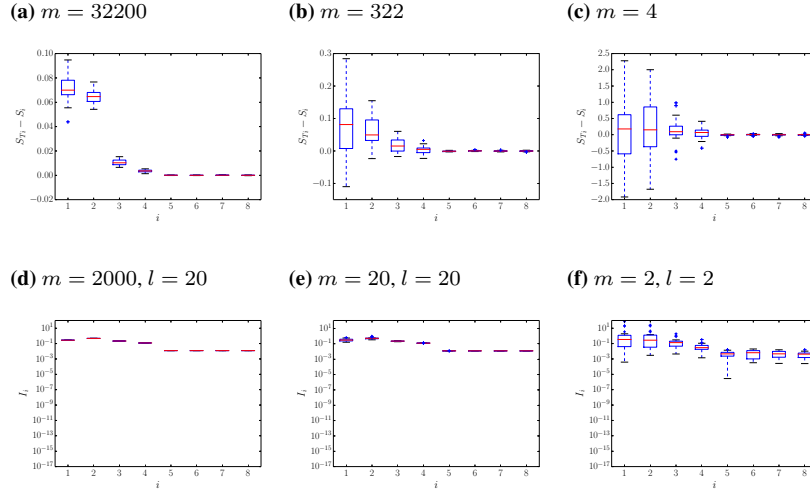 (a) m = 32200
(b) m = 322
(c) m = 4
0.10
0.08
0.06
0.04
0.02
0.00
−0.02
S_{T_i} − S_i
1 2 3 4 5 6 7 8
i
0.3
0.2
0.1
0.0
−0.1
S_{T_i} − S_i
1 2 3 4 5 6 7 8
i
2.5
2.0
1.5
1.0
0.5
0.0
−0.5
−1.0
−1.5
−2.0
S_{T_i} − S_i
1 2 3 4 5 6 7 8
i
(d) m = 2000, l = 20
(e) m = 20, l = 20
(f) m = 2, l = 2
10^1
10^{-1}
10^{-3}
10^{-5}
10^{-7}
10^{-9}
10^{-11}
10^{-13}
10^{-15}
10^{-17}
I_i
1 2 3 4 5 6 7 8
i
10^1
10^{-1}
10^{-3}
10^{-5}
10^{-7}
10^{-9}
10^{-11}
10^{-13}
10^{-15}
10^{-17}
I_i
1 2 3 4 5 6 7 8
i
10^1
10^{-1}
10^{-3}
10^{-5}
10^{-7}
10^{-9}
10^{-11}
10^{-13}
10^{-15}
10^{-17}
I_i
1 2 3 4 5 6 7 8
i